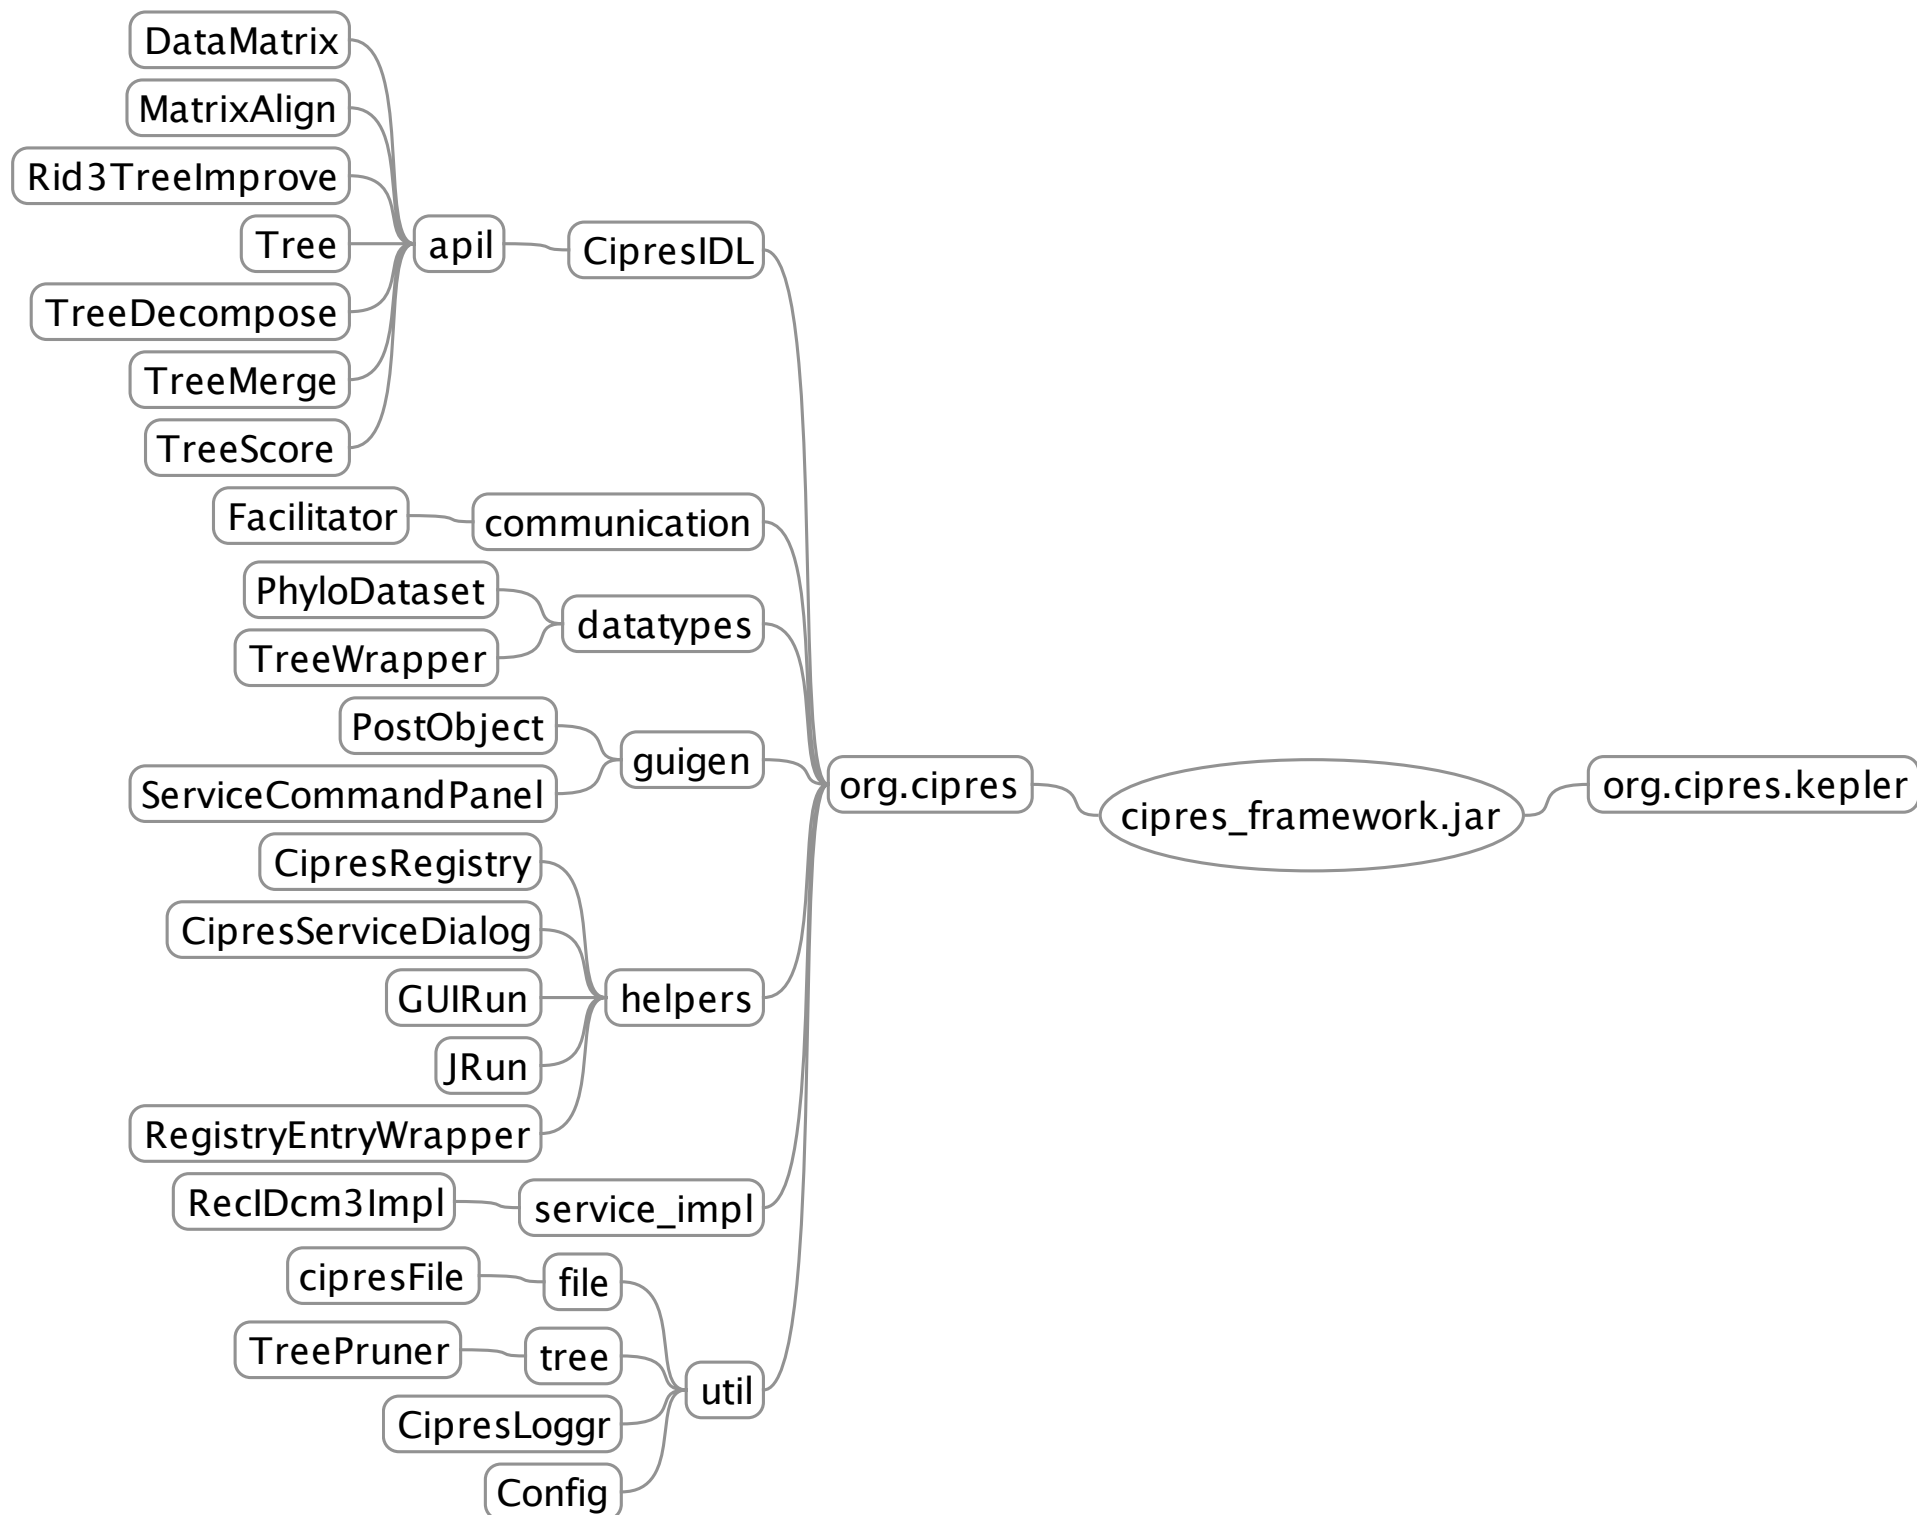 DataMatrix
MatrixAlign
Rid3TreeImprove
Tree
TreeDecompose
TreeMerge
TreeScore
apil
CipresIDL
Facilitator
communication
PhyloDataset
TreeWrapper
datatypes
PostObject
ServiceCommandPanel
guigen
CipresRegistry
CipresServiceDialog
GUIRun
JRun
RegistryEntryWrapper
helpers
RecIDcm3Impl
service_impl
cipresFile
file
TreePruner
tree
CipresLoggr
Config
util
org.cipres
cipres_framework.jar
org.cipres.kepler